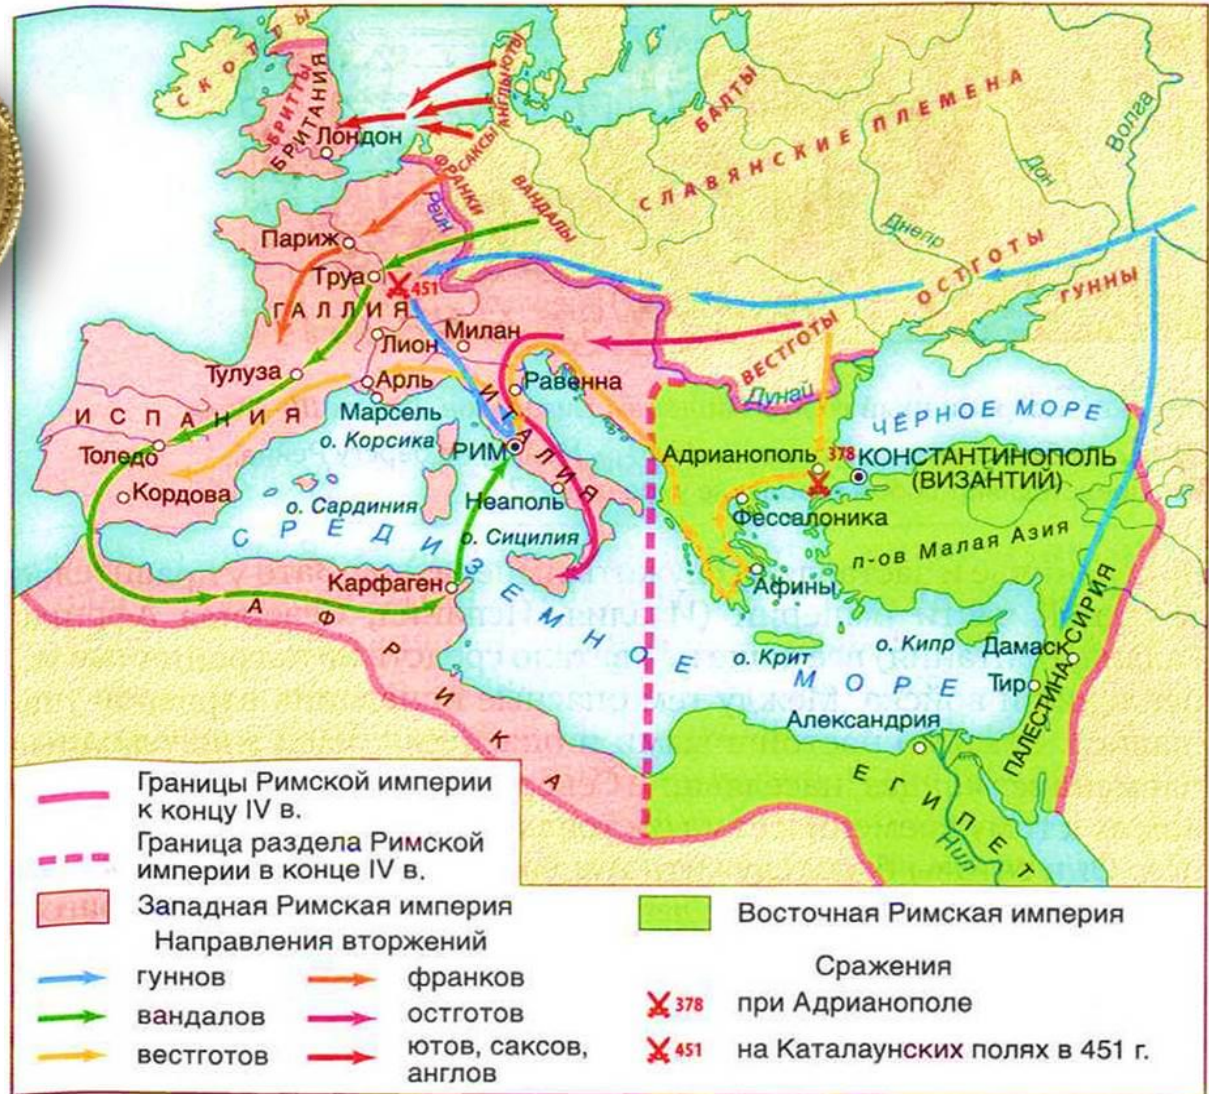 СКОТТЫ
БРИТТЫ
БРИТАНИЯ
Лондон
ЮТЫ
АНГЛЫ
САКСЫ
ФРАНКИ
Рейн
ВАНДАЛЫ
БАЛТЫ
СЛАВЯНСКИЕ ПЛЕМЕНА
Волга
Дон
Днепр
ОСТГОТЫ
ГУННЫ
Париж
Труа
451
ГАЛЛИЯ
Лион
Милан
ВЕСТГОТЫ
Дунай
Тулуза
Арль
Равенна
ИСПАНИЯ
Марсель
о. Корсика
ИТАЛИЯ
ЧЁРНОЕ МОРЕ
Толедо
РИМ
Адрианополь
378
КОНСТАНТИНОПОЛЬ
(ВИЗАНТИЙ)
Кордова
о. Сардиния
Неаполь
Фессалоника
СРЕДИЗЕМНОЕ МОРЕ
о. Сицилия
п-ов Малая Азия
Карфаген
Афины
АФРИКА
о. Крит
о. Кипр
Дамаск
СИРИЯ
Тир
ПАЛЕСТИНА
Александрия
ЕГИПЕТ
Нил
Границы Римской империи
к концу IV в.
Граница раздела Римской
империи в конце IV в.
Западная Римская империя
Восточная Римская империя
Направления вторжений
гуннов
франков
вандалов
остготов
вестготов
ютов, саксов,
англов
Сражения
378 при Адрианополе
451 на Каталаунских полях в 451 г.